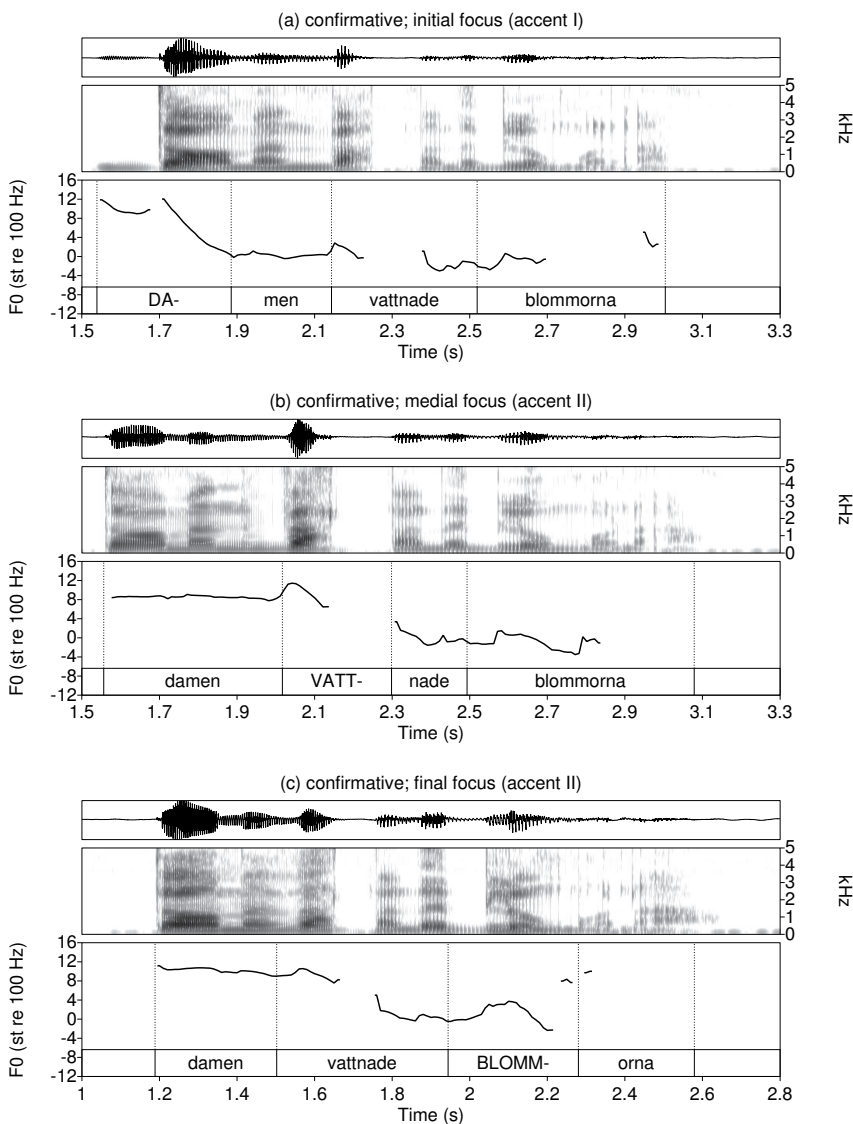 (a) confirmative; initial focus (accent I)
5
4
3
2
1
0
kHz
16
12
8
4
0
-4
-8
-12
F0 (st re 100 Hz)
DA- men vattnade blommorna
1.5 1.7 1.9 2.1 2.3 2.5 2.7 2.9 3.1 3.3
Time (s)
(b) confirmative; medial focus (accent II)
5
4
3
2
1
0
kHz
16
12
8
4
0
-4
-8
-12
F0 (st re 100 Hz)
damen VATT- nade blommorna
1.5 1.7 1.9 2.1 2.3 2.5 2.7 2.9 3.1 3.3
Time (s)
(c) confirmative; final focus (accent II)
5
4
3
2
1
0
kHz
16
12
8
4
0
-4
-8
-12
F0 (st re 100 Hz)
damen vattnade BLOMM- orna
1 1.2 1.4 1.6 1.8 2 2.2 2.4 2.6 2.8
Time (s)